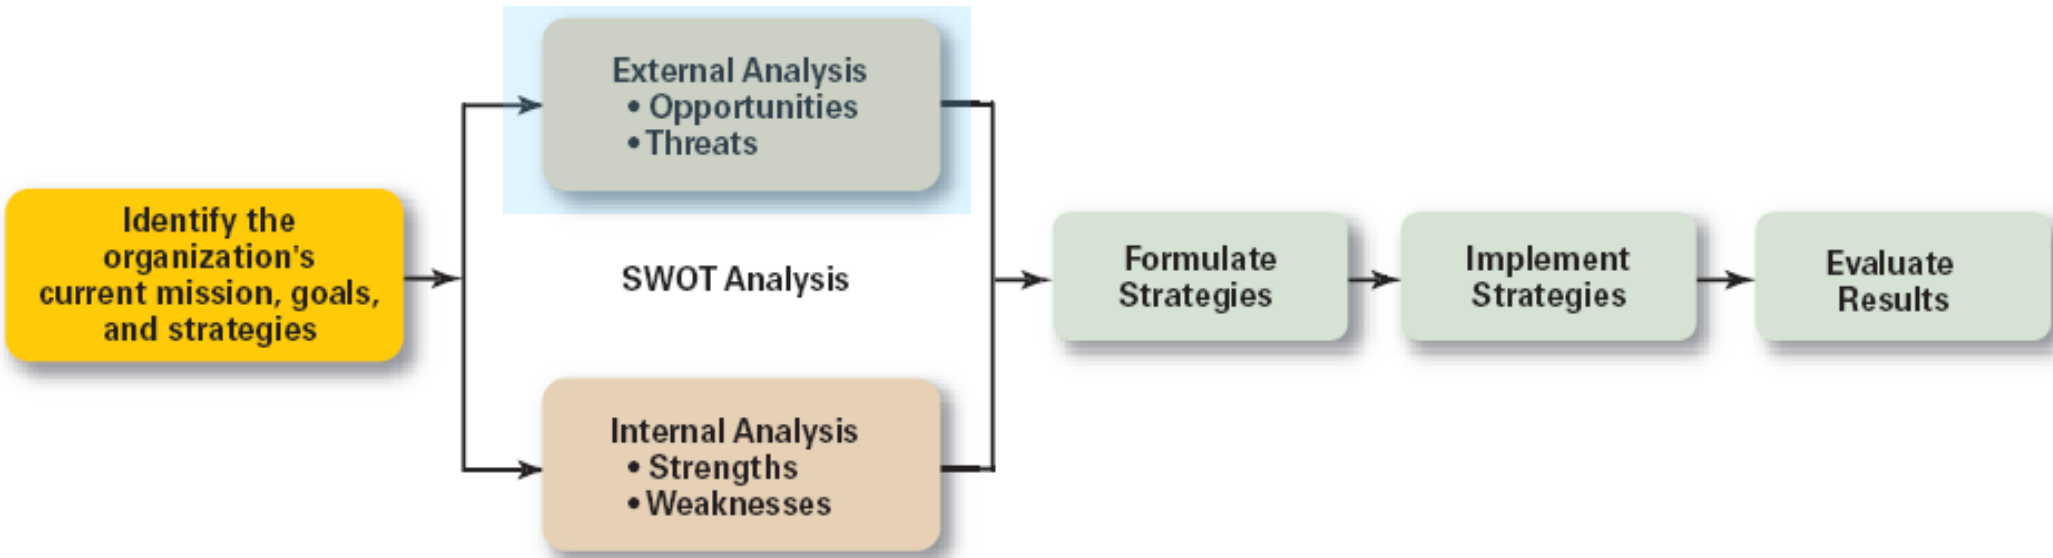 Identify the
organization's
current mission, goals,
and strategies
External Analysis
• Opportunities
• Threats
SWOT Analysis
Internal Analysis
• Strengths
• Weaknesses
Formulate
Strategies
Implement
Strategies
Evaluate
Results